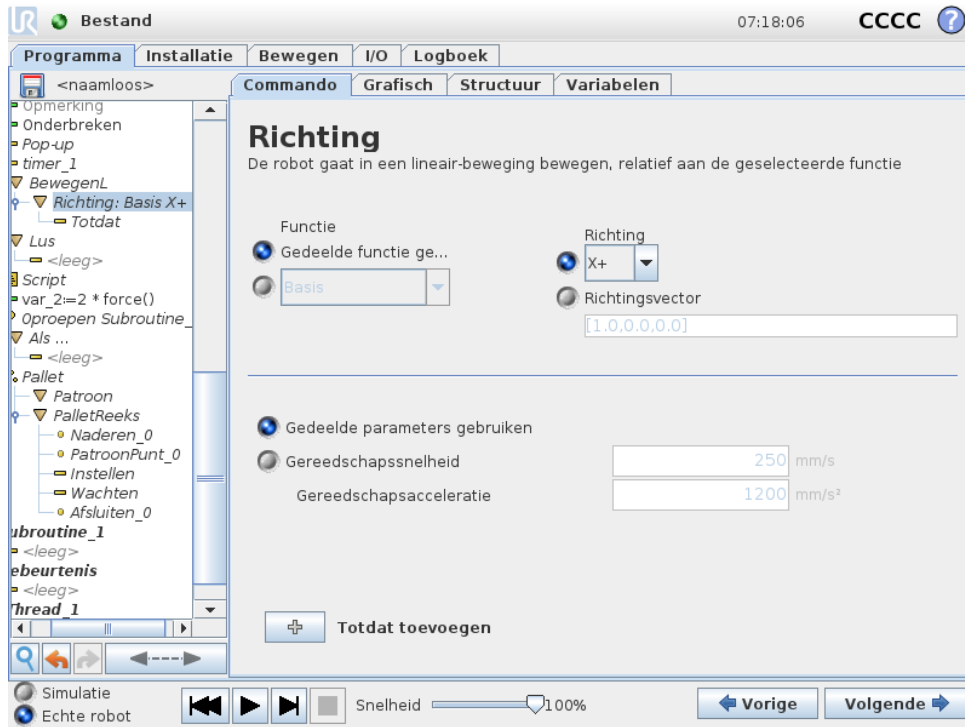 UR Bestand 07:18:06 CCCC ?
Programma Installatie Bewegen I/O Logboek
<naamloos>
Commando Grafisch Structuur Variabelen
Opmerking
Onderbreken
Pop-up
timer_1
BewegenL
Richting: Basis X+
Totdat
Lus
<leeg>
Script
var_2:=2 * force()
Oproepen Subroutine_
Als ...
<leeg>
Pallet
Patroon
PalletReeks
Naderen_0
PatroonPunt_0
Instellen
Wachten
Afsluiten_0
ubroutine_1
<leeg>
ebeurtenis
<leeg>
Thread_1
Richting
De robot gaat in een lineair-beweging bewegen, relatief aan de geselecteerde functie
Functie
Gedeelde functie ge...
Basis
Richting
X+
Richtingsvector
[1.0,0.0,0.0]
Gedeelde parameters gebruiken
Gereedschapssnelheid 250 mm/s
Gereedschapsacceleratie 1200 mm/s²
Totdat toevoegen
Simulatie
Echte robot
Snelheid 100%
Vorige Volgende